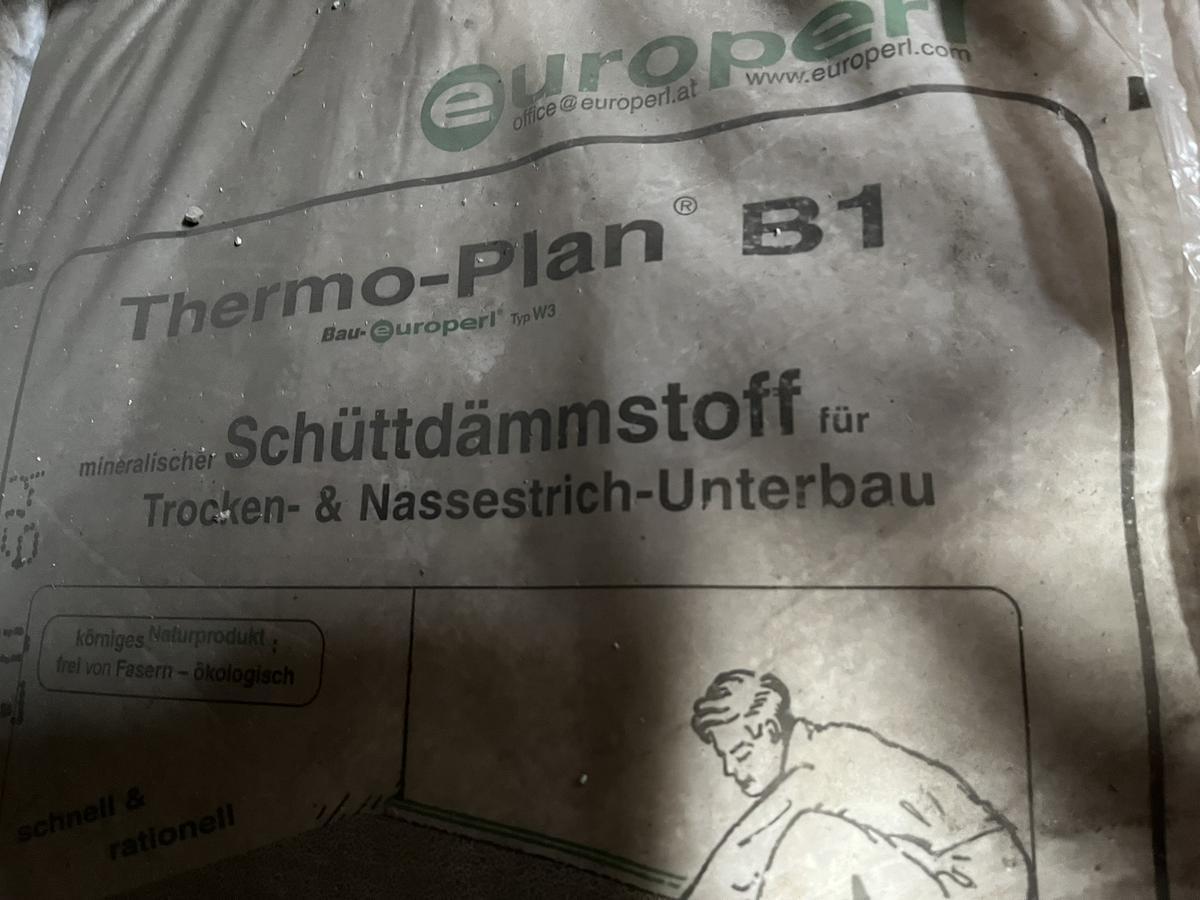 europerl
office@europerl.at www.europerl.com
Thermo-Plan® B1
Bau-europerl® Typ W3
mineralischer Schüttdämmstoff für
Trocken- & Nassestrich-Unterbau
körniges Naturprodukt ;
frei von Fasern – ökologisch
schnell &
rationell